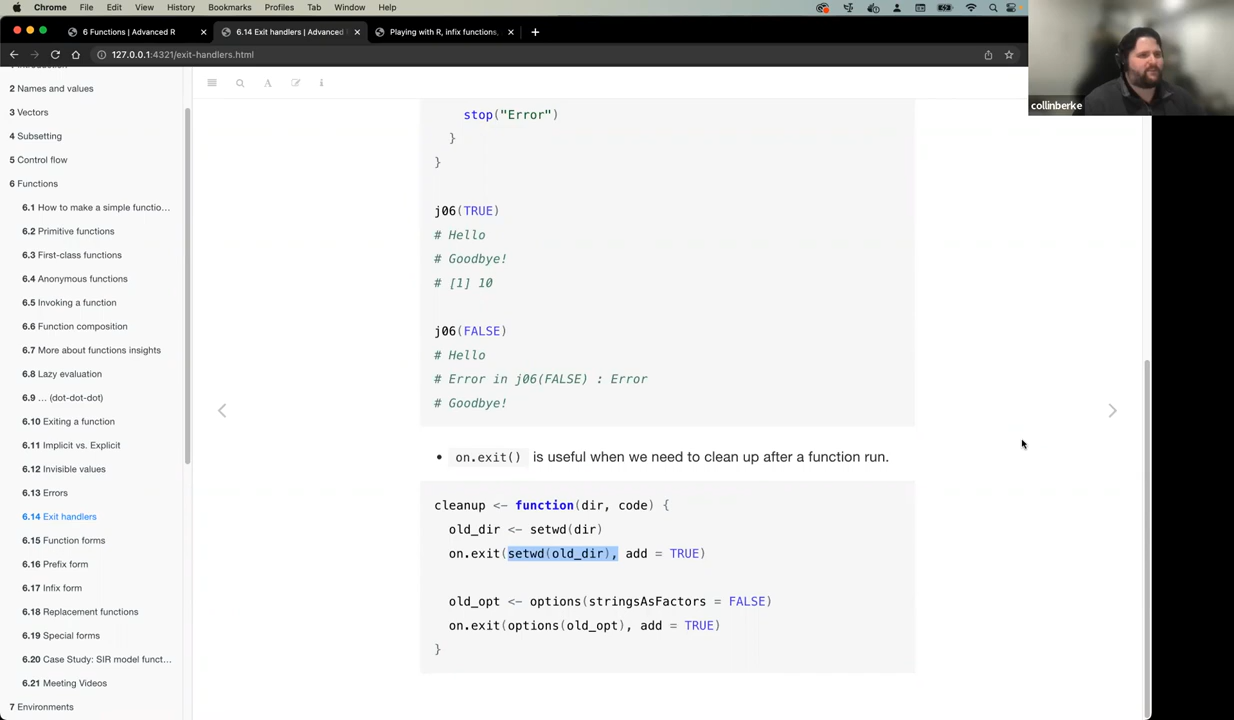 Chrome File Edit View History Bookmarks Profiles Tab Window Help
6 Functions | Advanced R
6.14 Exit handlers | Advanced
Playing with R, infix functions,
127.0.0.1:4321/exit-handlers.html
collinberke
2 Names and values
3 Vectors
4 Subsetting
5 Control flow
6 Functions
6.1 How to make a simple functio...
6.2 Primitive functions
6.3 First-class functions
6.4 Anonymous functions
6.5 Invoking a function
6.6 Function composition
6.7 More about functions insights
6.8 Lazy evaluation
6.9 ... (dot-dot-dot)
6.10 Exiting a function
6.11 Implicit vs. Explicit
6.12 Invisible values
6.13 Errors
6.14 Exit handlers
6.15 Function forms
6.16 Prefix form
6.17 Infix form
6.18 Replacement functions
6.19 Special forms
6.20 Case Study: SIR model funct...
6.21 Meeting Videos
7 Environments
stop("Error")
}
}
j06(TRUE)
# Hello
# Goodbye!
# [1] 10
j06(FALSE)
# Hello
# Error in j06(FALSE) : Error
# Goodbye!
• on.exit() is useful when we need to clean up after a function run.
cleanup <- function(dir, code) {
old_dir <- setwd(dir)
on.exit(setwd(old_dir), add = TRUE)
old_opt <- options(stringsAsFactors = FALSE)
on.exit(options(old_opt), add = TRUE)
}